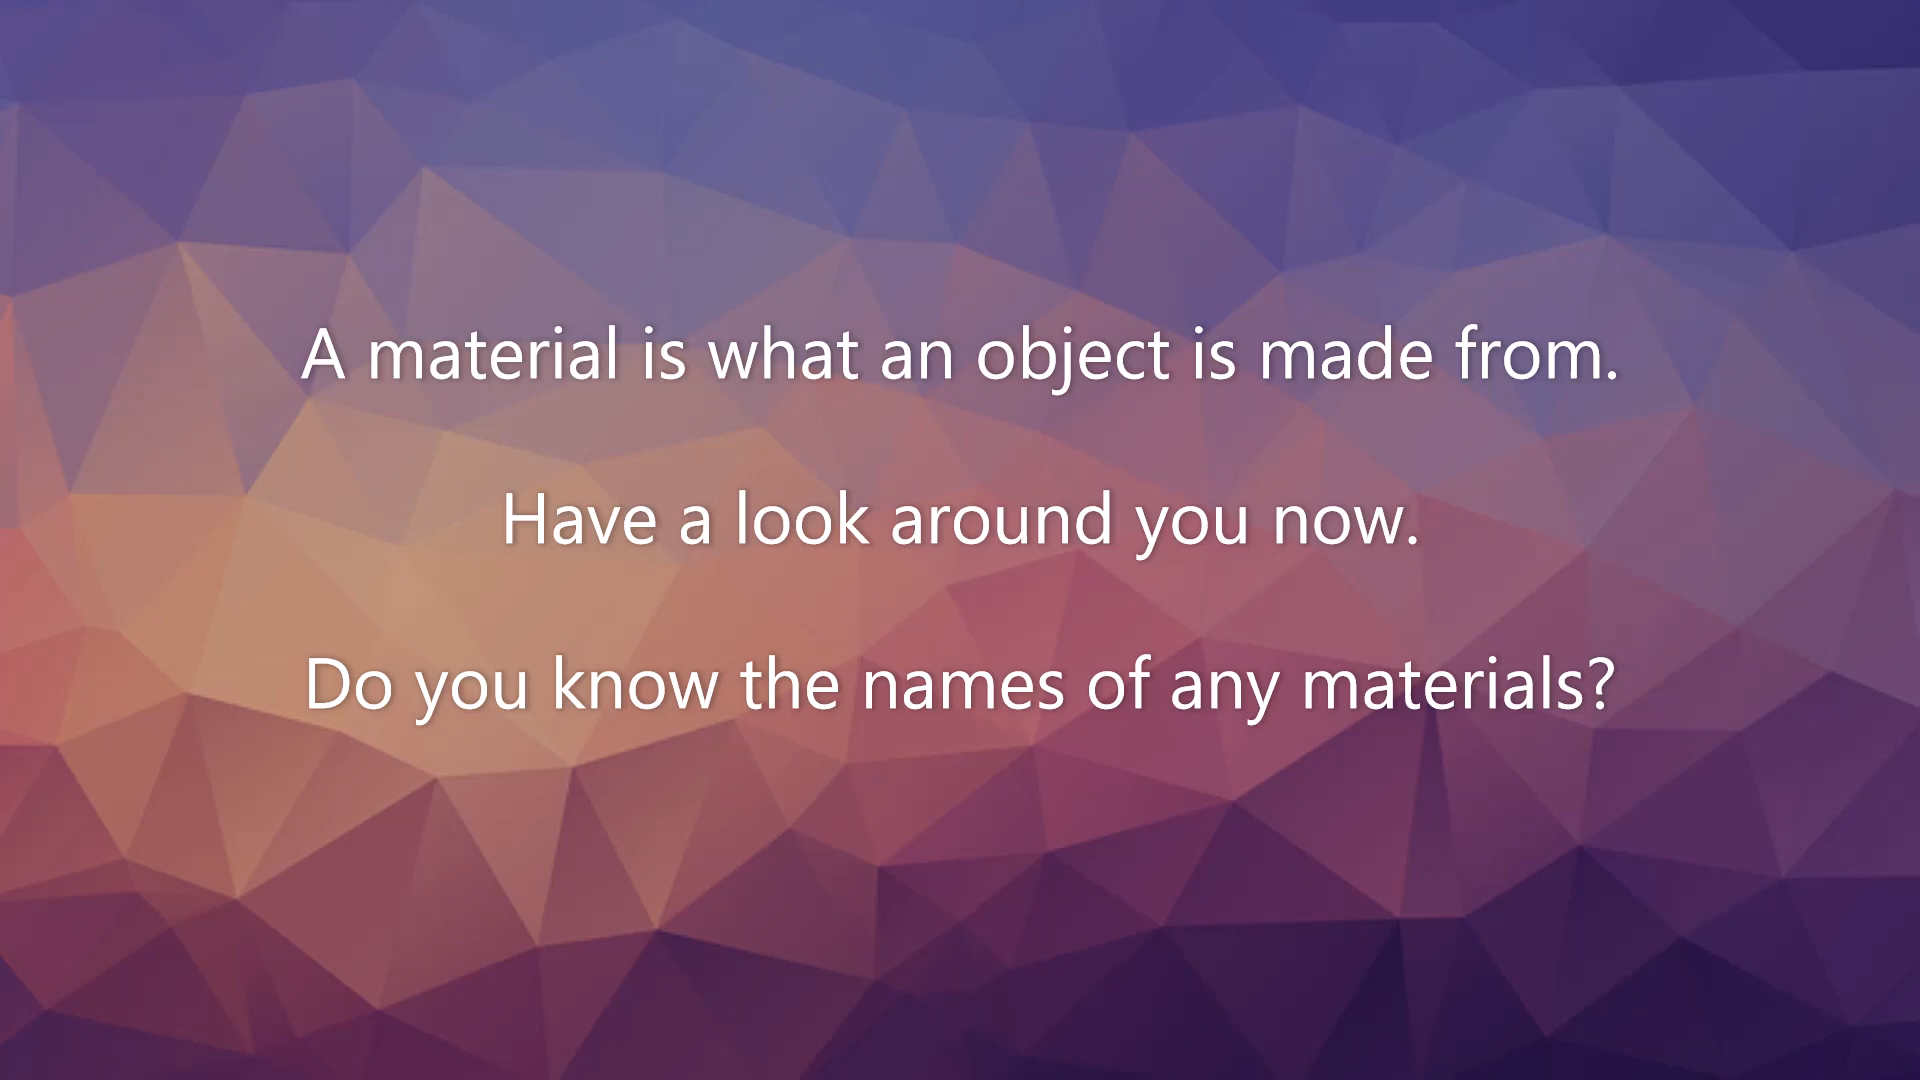 A material is what an object is made from.
Have a look around you now.
Do you know the names of any materials?